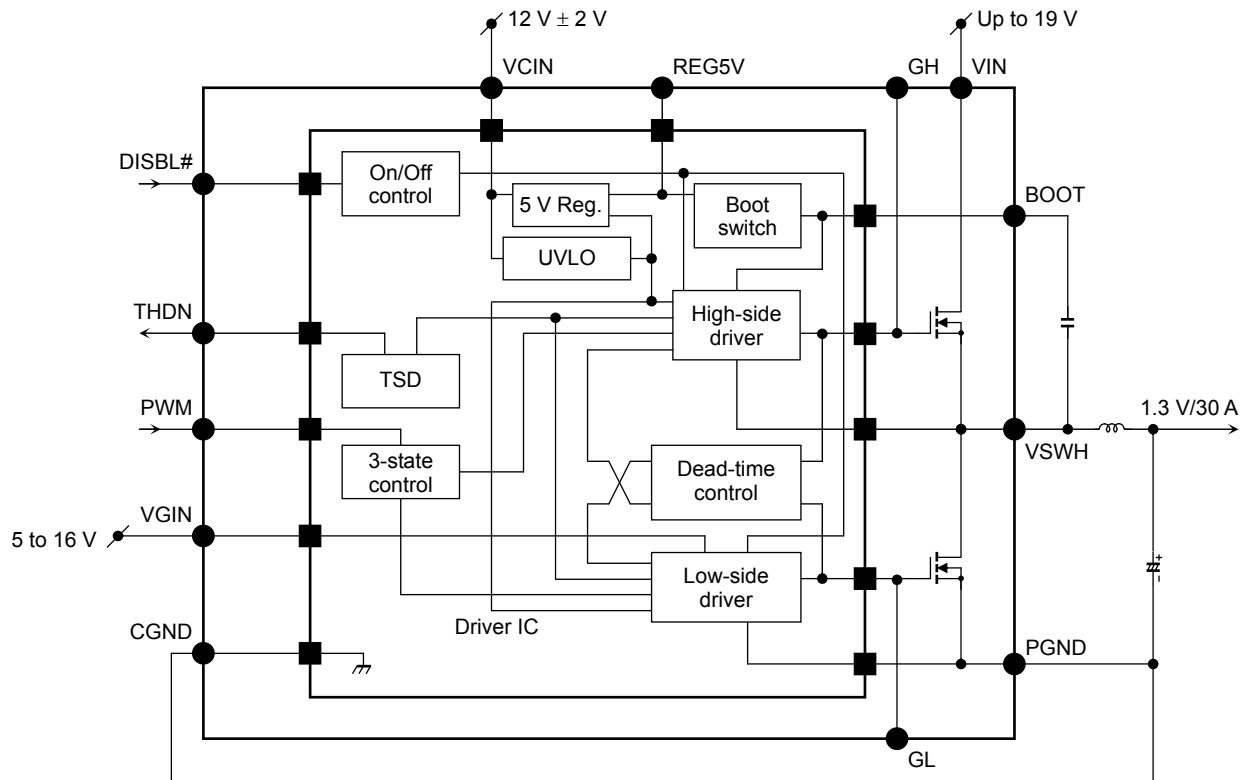 12 V ± 2 V
Up to 19 V
VCIN
REG5V
GH
VIN
DISBL#
On/Off
control
5 V Reg.
Boot
switch
BOOT
UVLO
THDN
High-side
driver
TSD
PWM
1.3 V/30 A
3-state
control
Dead-time
control
VSWH
VGIN
5 to 16 V
Low-side
driver
CGND
Driver IC
PGND
+
-
GL